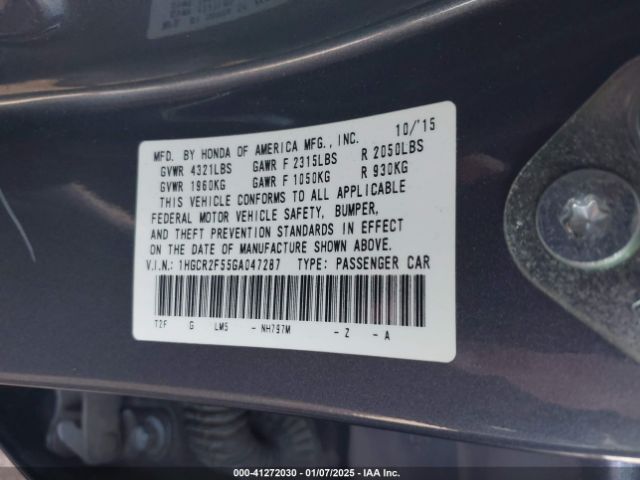 10/'15
MFD. BY HONDA OF AMERICA MFG., INC.
GVWR 4321LBS GAWR F 2315LBS R 2050LBS
GVWR 1960KG GAWR F 1050KG R 930KG
THIS VEHICLE CONFORMS TO ALL APPLICABLE
FEDERAL MOTOR VEHICLE SAFETY, BUMPER,
AND THEFT PREVENTION STANDARDS IN EFFECT
ON THE DATE OF MANUFACTURE SHOWN ABOVE.
V.I.N.: 1HGCR2F55GA047287 TYPE: PASSENGER CAR
T2F G LM5 - NH797M - Z - A
000-41272030 - 01/07/2025 - IAA Inc.